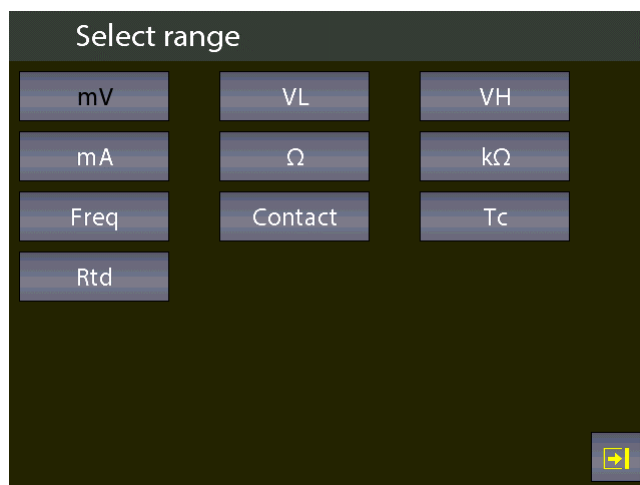 Select range
mV VL VH
mA Ω kΩ
Freq Contact Tc
Rtd